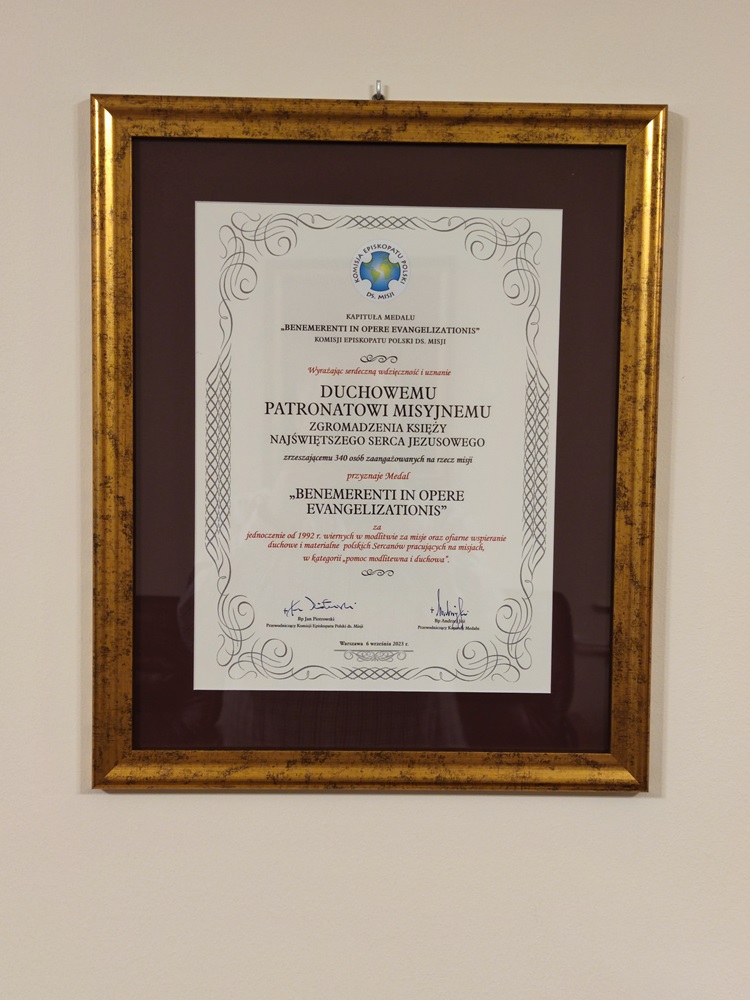 KOMISJA EPISKOPATU POLSKI
DS. MISJI
KAPITUŁA MEDALU
„BENEMERENTI IN OPERE EVANGELIZATIONIS”
KOMISJI EPISKOPATU POLSKI DS. MISJI
Wyrażając serdeczną wdzięczność i uznanie
DUCHOWEMU
PATRONATOWI MISYJNEMU
ZGROMADZENIA KSIĘŻY
NAJŚWIĘTSZEGO SERCA JEZUSOWEGO
zrzeszającemu 340 osób zaangażowanych na rzecz misji
przyznaje Medal
„BENEMERENTI IN OPERE
EVANGELIZATIONIS”
za
jednoczenie od 1992 r. wiernych w modlitwie za misje oraz ofiarne wspieranie
duchowe i materialne polskich Sercanów pracujących na misjach,
w kategorii „pomoc modlitewna i duchowa”.
Bp Jan Piotrowski
Przewodniczący Komisji Episkopatu Polski ds. Misji
Bp Andrzej
Przewodniczący Medalu
Warszawa 6 września 2025 r.